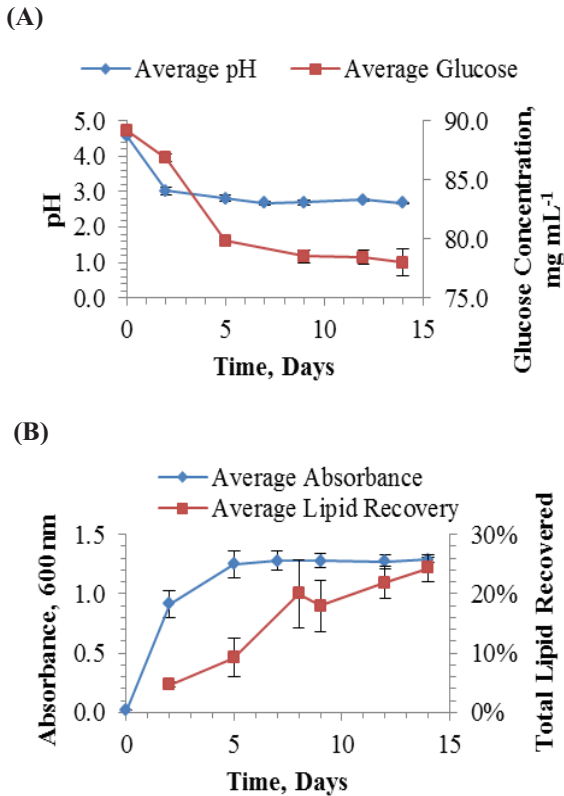 (A)
Average pH Average Glucose
5.0
4.0
3.0
2.0
1.0
0.0
pH
90.0
85.0
80.0
75.0
Glucose Concentration,
mg mL-1
0 5 10 15
Time, Days
(B)
Average Absorbance
Average Lipid Recovery
1.5
1.0
0.5
0.0
Absorbance, 600 nm
30%
20%
10%
0%
Total Lipid Recovered
0 5 10 15
Time, Days